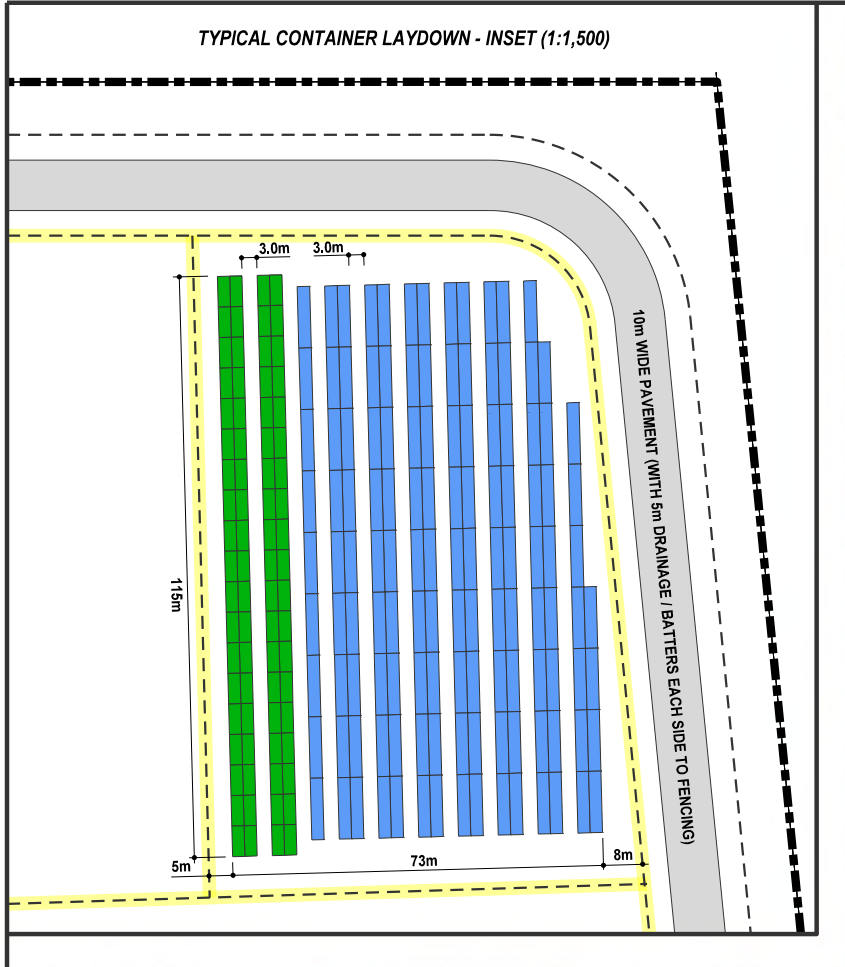 TYPICAL CONTAINER LAYDOWN - INSET (1:1,500)
3.0m
3.0m
10m WIDE PAVEMENT (WITH 5m DRAINAGE / BATTERS EACH SIDE TO FENCING)
115m
5m
73m
8m